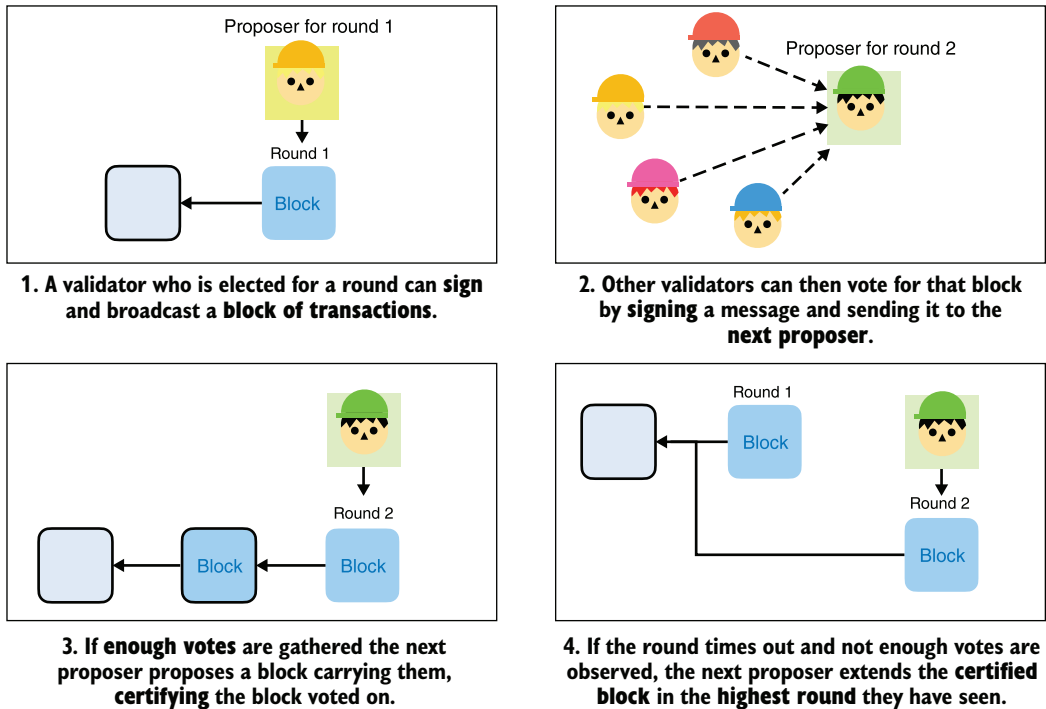 Proposer for round 1
Round 1
Block
1. A validator who is elected for a round can sign
and broadcast a block of transactions.
Proposer for round 2
2. Other validators can then vote for that block
by signing a message and sending it to the
next proposer.
Round 2
Block
Block
3. If enough votes are gathered the next
proposer proposes a block carrying them,
certifying the block voted on.
Round 1
Block
Round 2
Block
4. If the round times out and not enough votes are
observed, the next proposer extends the certified
block in the highest round they have seen.